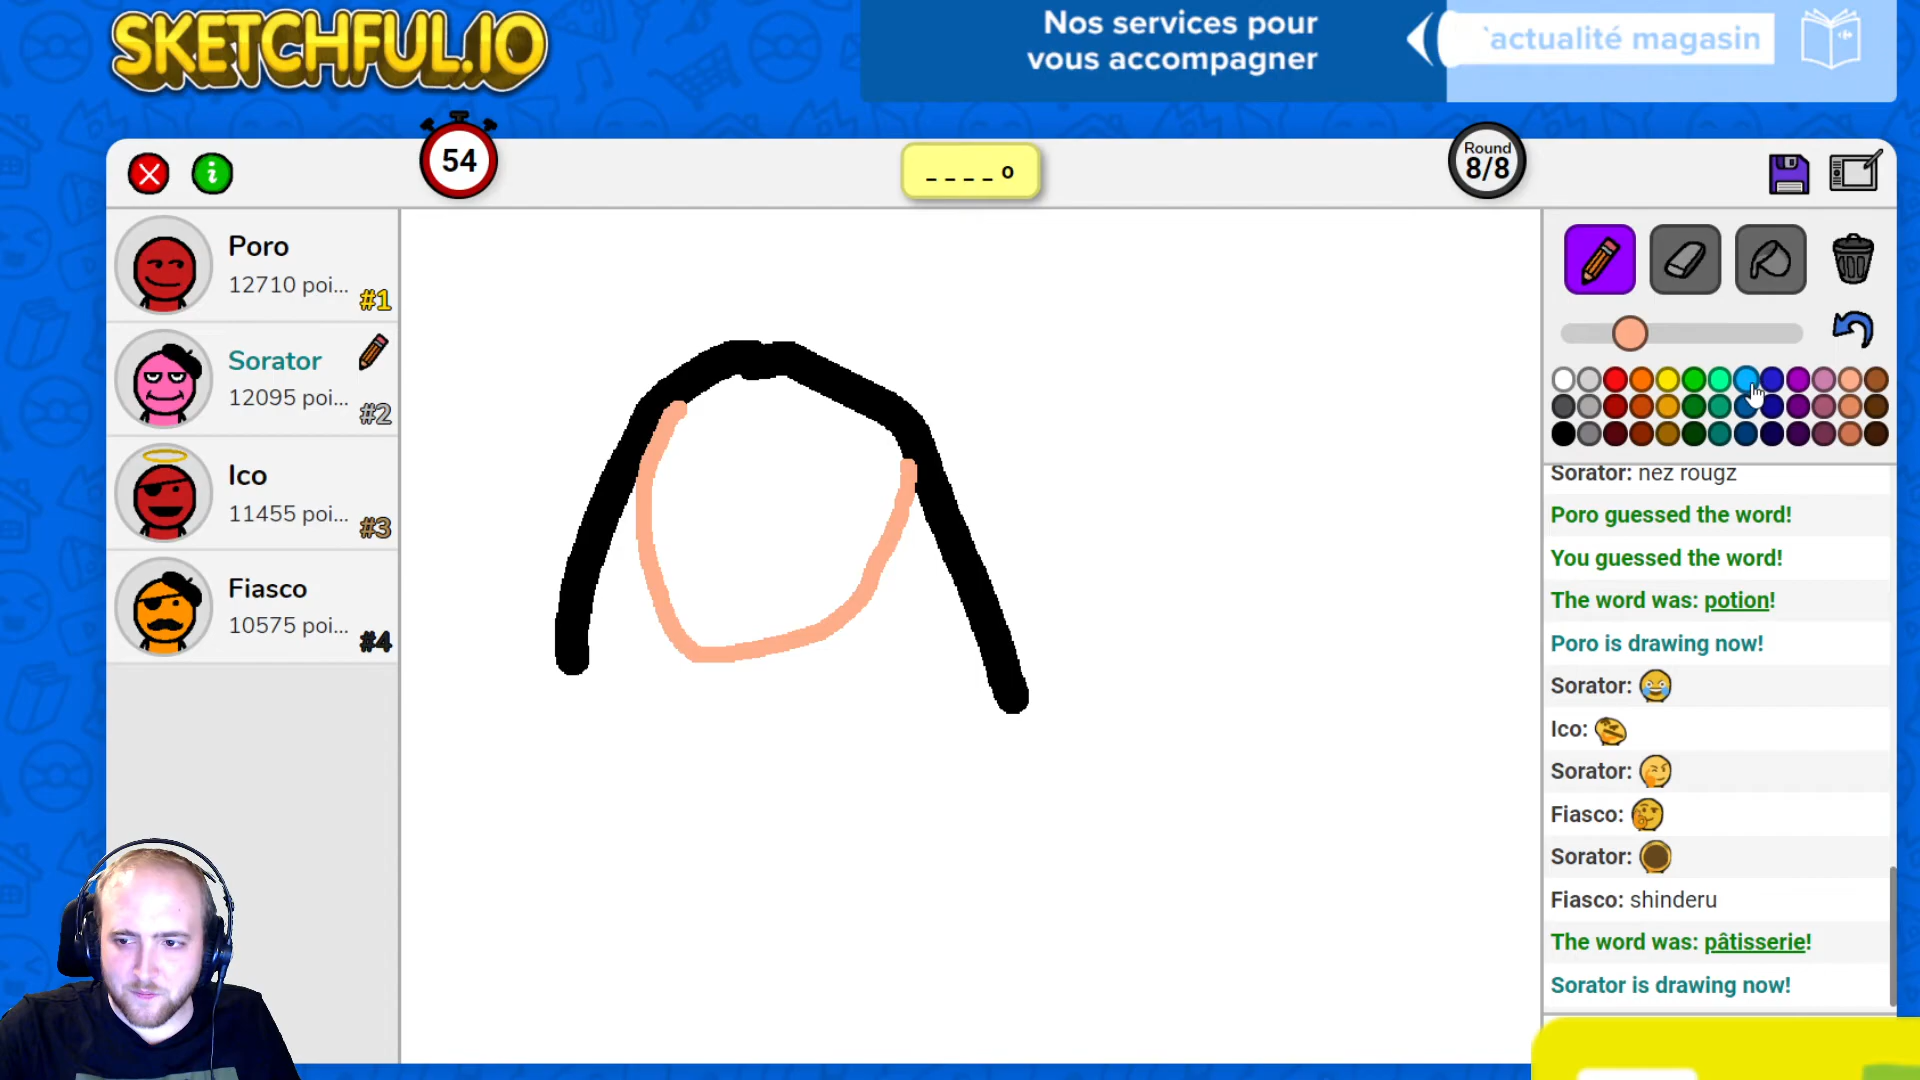 SKETCHFUL.IO
Nos services pour
vous accompagner
`actualité magasin
54
_ _ _ _ o
Round
8/8
Poro
12710 poi...
#1
Sorator
12095 poi...
#2
Ico
11455 poi...
#3
Fiasco
10575 poi...
#4
Sorator: nez rougz
Poro guessed the word!
You guessed the word!
The word was: potion!
Poro is drawing now!
Sorator:
Ico:
Sorator:
Fiasco:
Sorator:
Fiasco: shinderu
The word was: pâtisserie!
Sorator is drawing now!